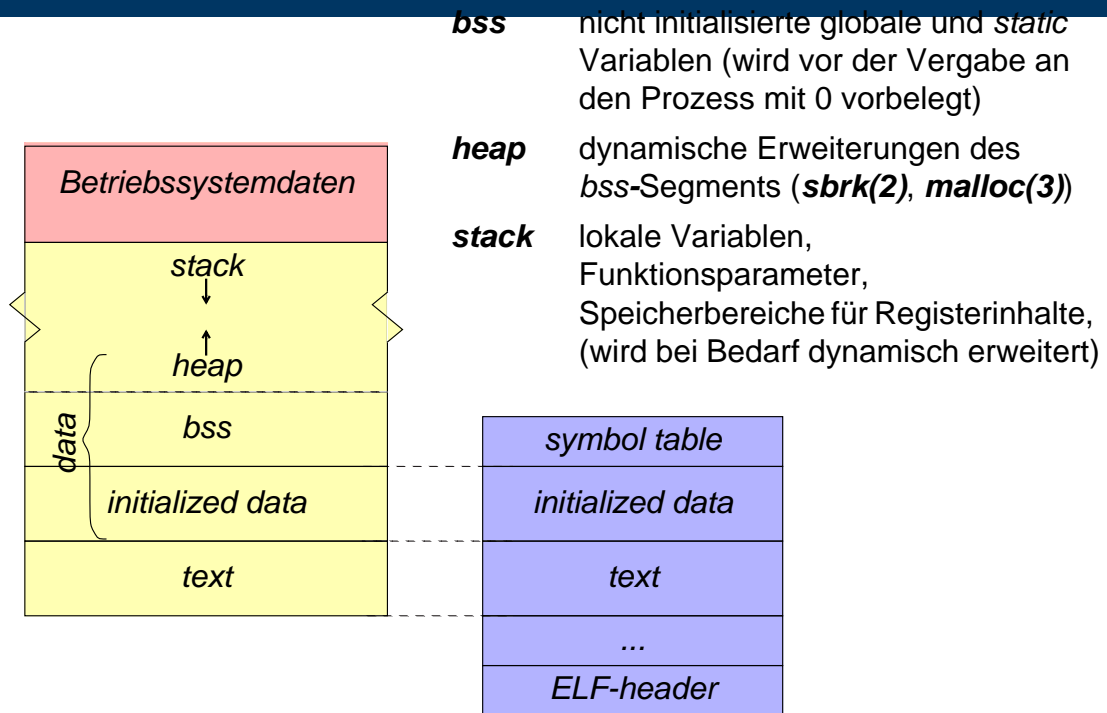 bss nicht initialisierte globale und static
Variablen (wird vor der Vergabe an
den Prozess mit 0 vorbelegt)
heap dynamische Erweiterungen des
bss-Segments (sbrk(2), malloc(3))
stack lokale Variablen,
Funktionsparameter,
Speicherbereiche für Registerinhalte,
(wird bei Bedarf dynamisch erweitert)
Betriebssystemdaten
stack
heap
data
bss
initialized data
text
symbol table
initialized data
text
...
ELF-header